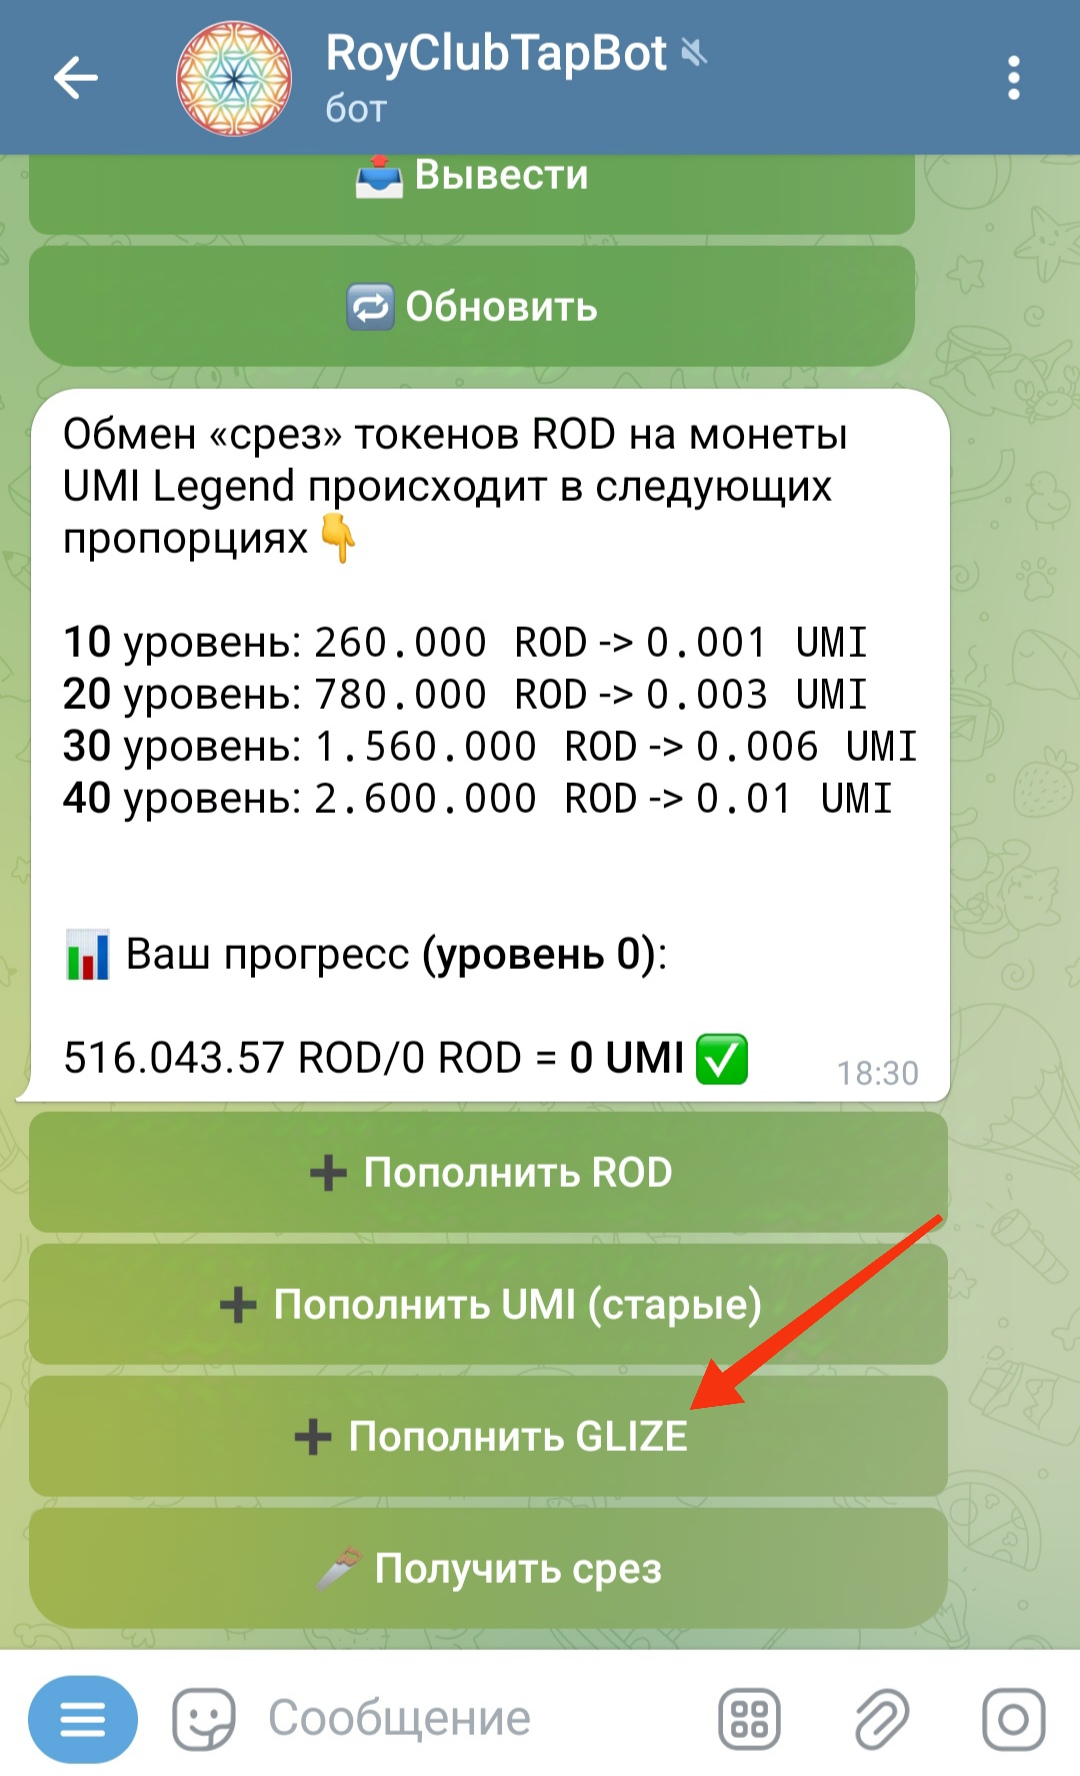 RoyClubTapBot
бот
Вывести
Обновить
Обмен «срез» токенов ROD на монеты
UMI Legend происходит в следующих
пропорциях👇
10 уровень: 260.000 ROD -> 0.001 UMI
20 уровень: 780.000 ROD -> 0.003 UMI
30 уровень: 1.560.000 ROD -> 0.006 UMI
40 уровень: 2.600.000 ROD -> 0.01 UMI
📊 Ваш прогресс (уровень 0):
516.043.57 ROD/0 ROD = 0 UMI ✅
18:30
➕ Пополнить ROD
➕ Пополнить UMI (старые)
➕ Пополнить GLIZE
Получить срез
Сообщение